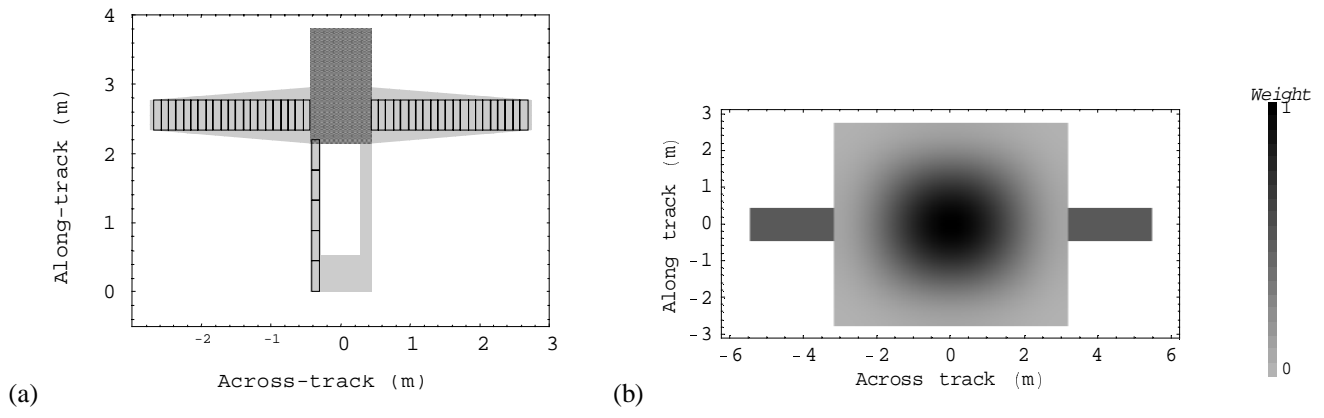 4
3
2
1
0
Along-track (m)
-2 -1 0 1 2 3
Across-track (m)
(a)
Weight
1
0
3
2
1
0
-1
-2
-3
Along track (m)
-6 -4 -2 0 2 4 6
Across track (m)
(b)